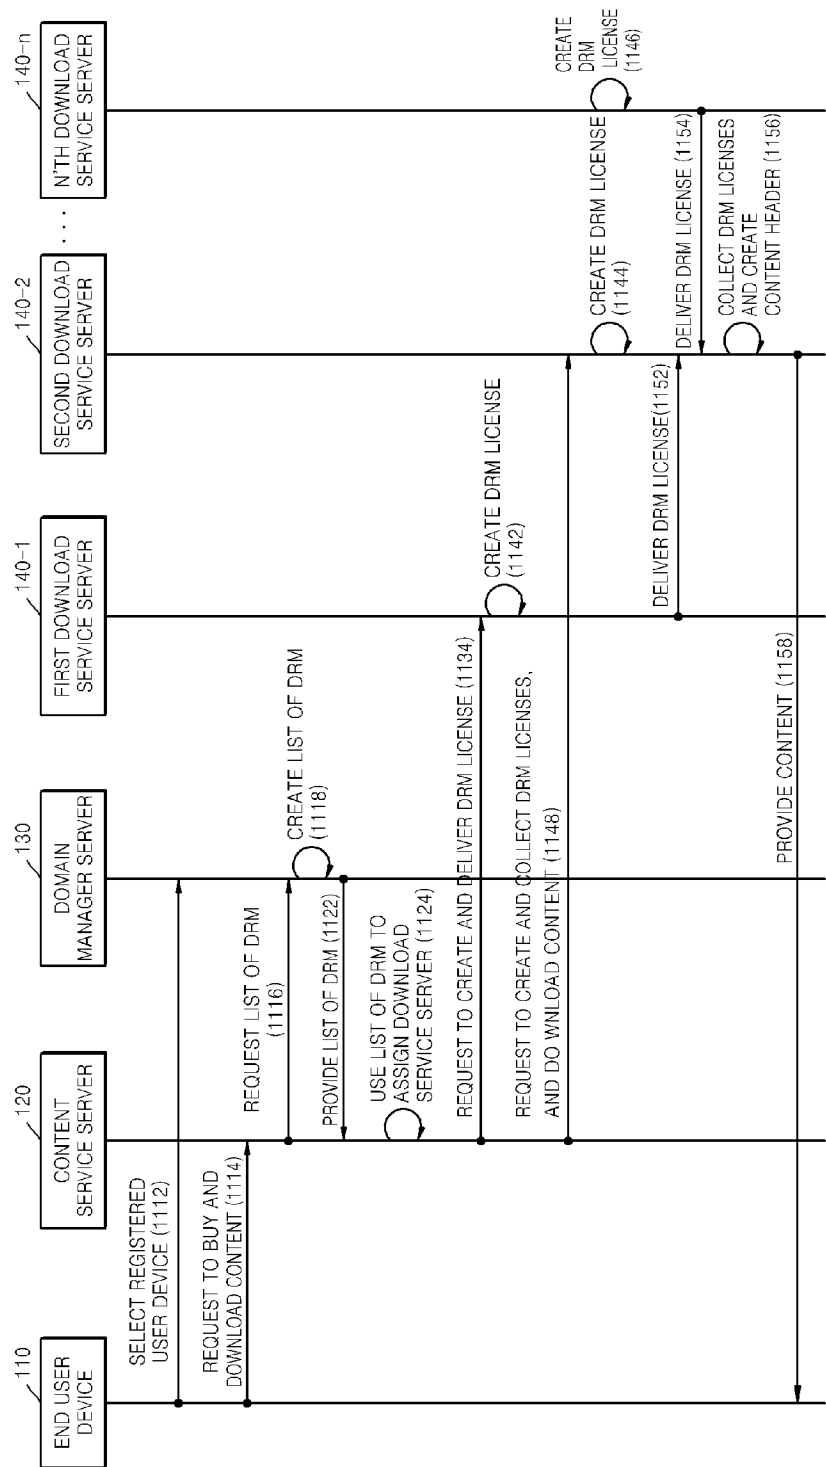 110
END USER
DEVICE
120
CONTENT
SERVICE SERVER
130
DOMAIN
MANAGER SERVER
140-1
FIRST DOWNLOAD
SERVICE SERVER
140-2
SECOND DOWNLOAD
SERVICE SERVER
. . .
140-n
N'TH DOWNLOAD
SERVICE SERVER
SELECT REGISTERED
USER DEVICE (1112)
REQUEST TO BUY AND
DOWNLOAD CONTENT (1114)
REQUEST LIST OF DRM
(1116)
CREATE LIST OF DRM
(1118)
PROVIDE LIST OF DRM (1122)
USE LIST OF DRM TO
ASSIGN DOWNLOAD
SERVICE SERVER (1124)
REQUEST TO CREATE AND DELIVER DRM LICENSE (1134)
CREATE DRM LICENSE
(1142)
REQUEST TO CREATE AND COLLECT DRM LICENSES,
AND DO WNLOAD CONTENT (1148)
CREATE DRM LICENSE
(1144)
CREATE
DRM
LICENSE
(1146)
DELIVER DRM LICENSE(1152)
DELIVER DRM LICENSE (1154)
COLLECT DRM LICENSES
AND CREATE
CONTENT HEADER (1156)
PROVIDE CONTENT (1158)